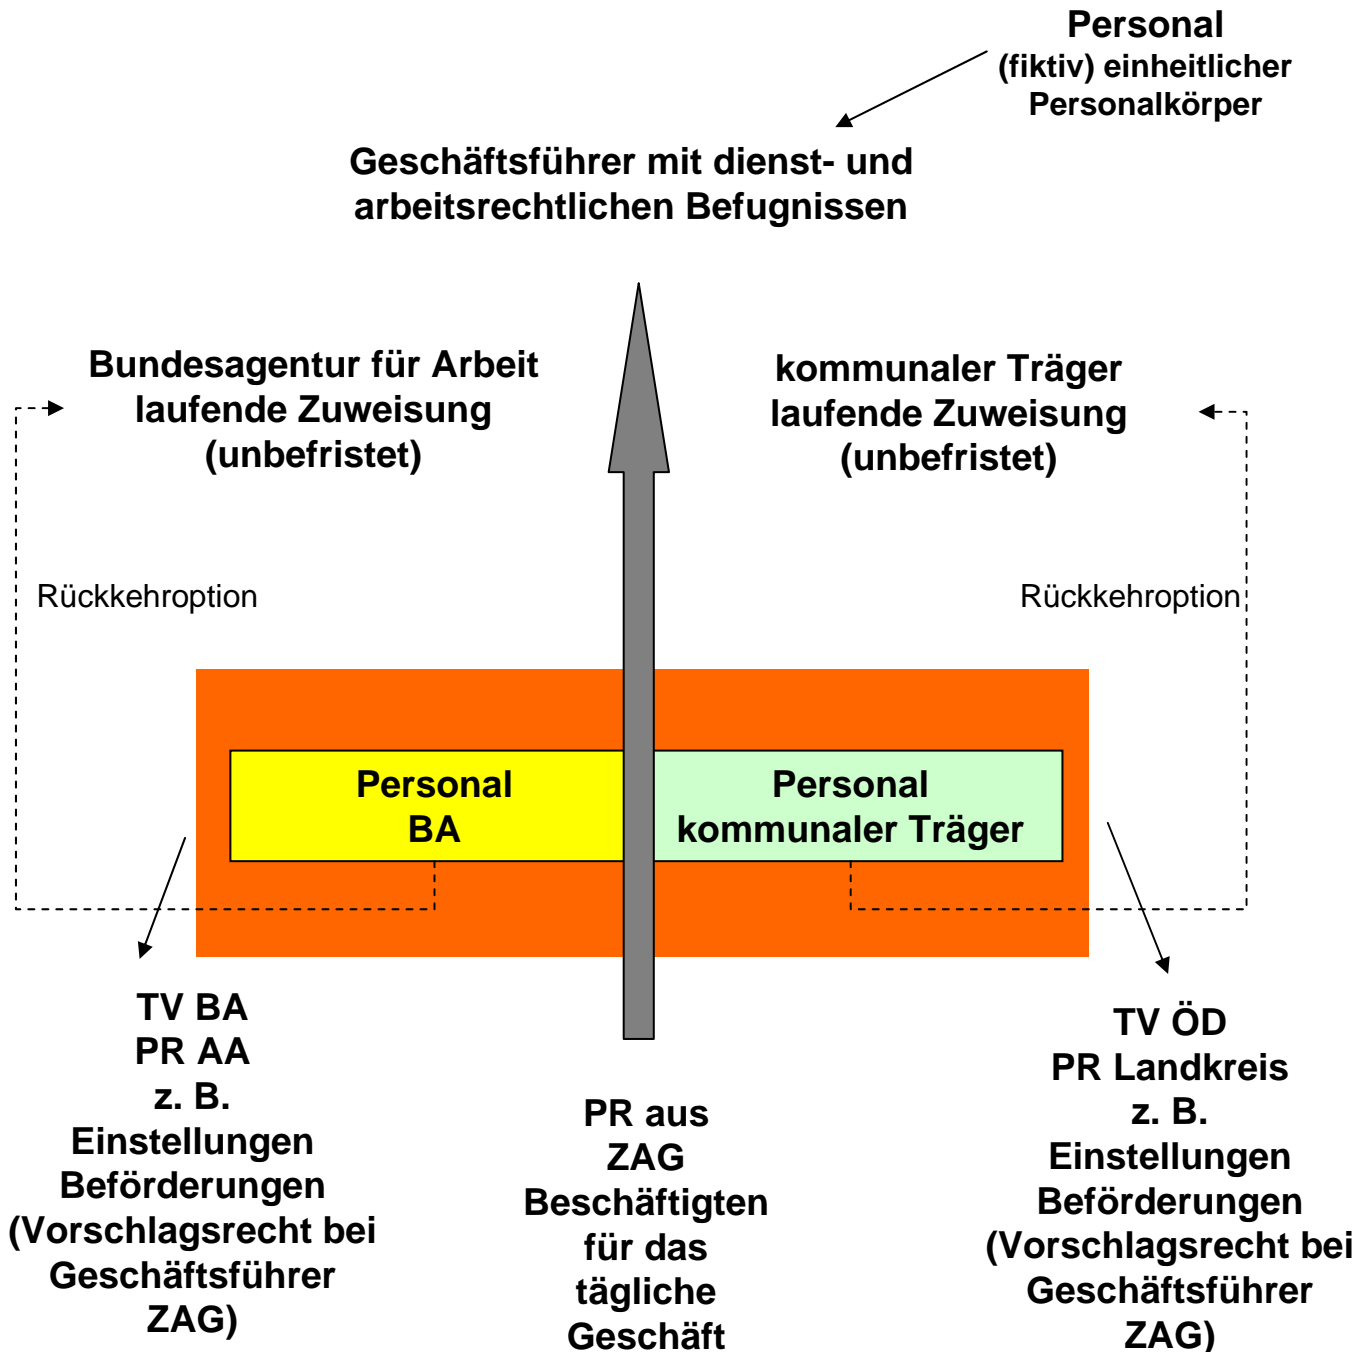 Personal
(fiktiv) einheitlicher
Personalkörper
Geschäftsführer mit dienst- und
arbeitsrechtlichen Befugnissen
Bundesagentur für Arbeit
laufende Zuweisung
(unbefristet)
kommunaler Träger
laufende Zuweisung
(unbefristet)
Rückkehroption
Rückkehroption
Personal
BA
Personal
kommunaler Träger
TV BA
PR AA
z. B.
Einstellungen
Beförderungen
(Vorschlagsrecht bei
Geschäftsführer
ZAG)
PR aus
ZAG
Beschäftigten
für das
tägliche
Geschäft
TV ÖD
PR Landkreis
z. B.
Einstellungen
Beförderungen
(Vorschlagsrecht bei
Geschäftsführer
ZAG)